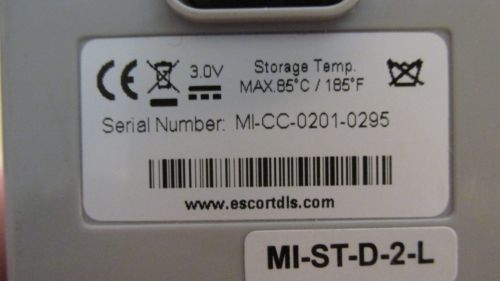 CE 3.0V Storage Temp.
MAX.85°C / 185°F
Serial Number: MI-CC-0201-0295
www.escortdls.com
MI-ST-D-2-L